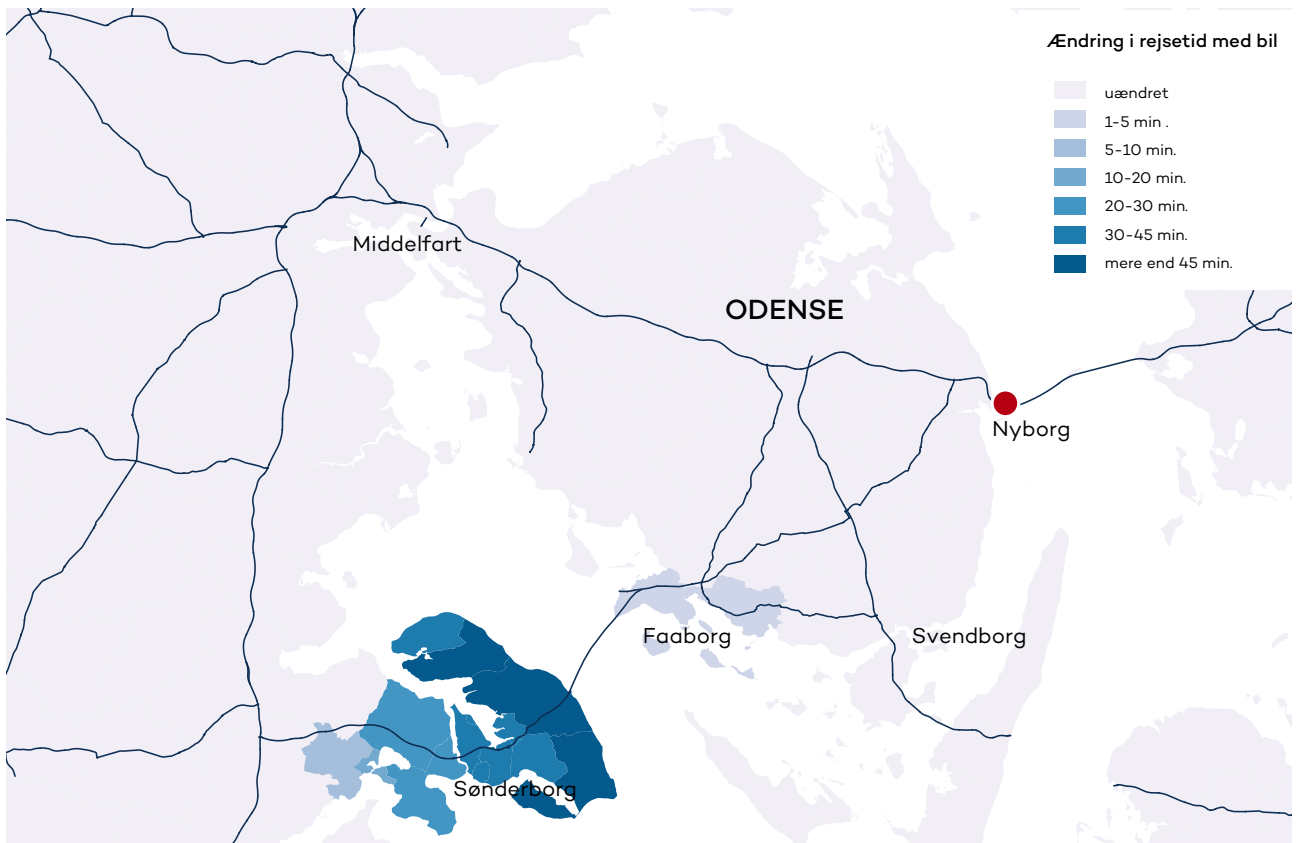 Ændring i rejsetid med bil
uændret
1-5 min .
5-10 min.
10-20 min.
20-30 min.
30-45 min.
mere end 45 min.
Middelfart
ODENSE
Nyborg
Faaborg
Svendborg
Sønderborg